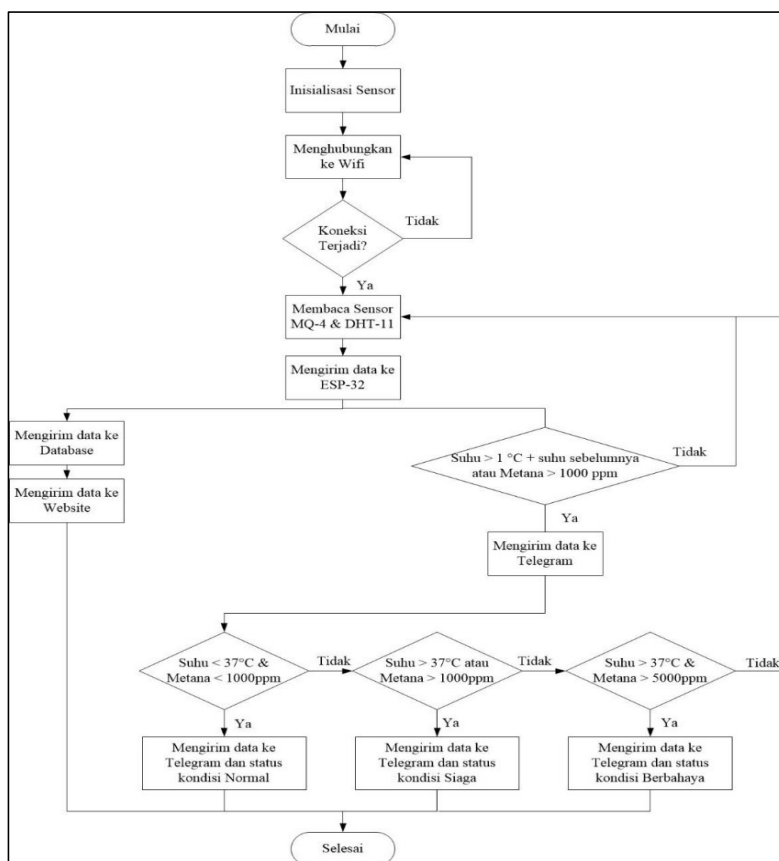 Mulai
Inisialisasi Sensor
Menghubungkan
ke Wifi
Tidak
Koneksi
Terjadi?
Ya
Membaca Sensor
MQ-4 & DHT-11
Mengirim data ke
ESP-32
Mengirim data ke
Database
Mengirim data ke
Website
Suhu > 1 °C + suhu sebelumnya
atau Metana > 1000 ppm
Tidak
Ya
Mengirim data ke
Telegram
Suhu < 37°C &
Metana < 1000ppm
Tidak
Suhu > 37°C atau
Metana > 1000ppm
Tidak
Suhu > 37°C &
Metana > 5000ppm
Tidak
Ya
Ya
Ya
Mengirim data ke
Telegram dan status
kondisi Normal
Mengirim data ke
Telegram dan status
kondisi Siaga
Mengirim data ke
Telegram dan status
kondisi Berbahaya
Selesai